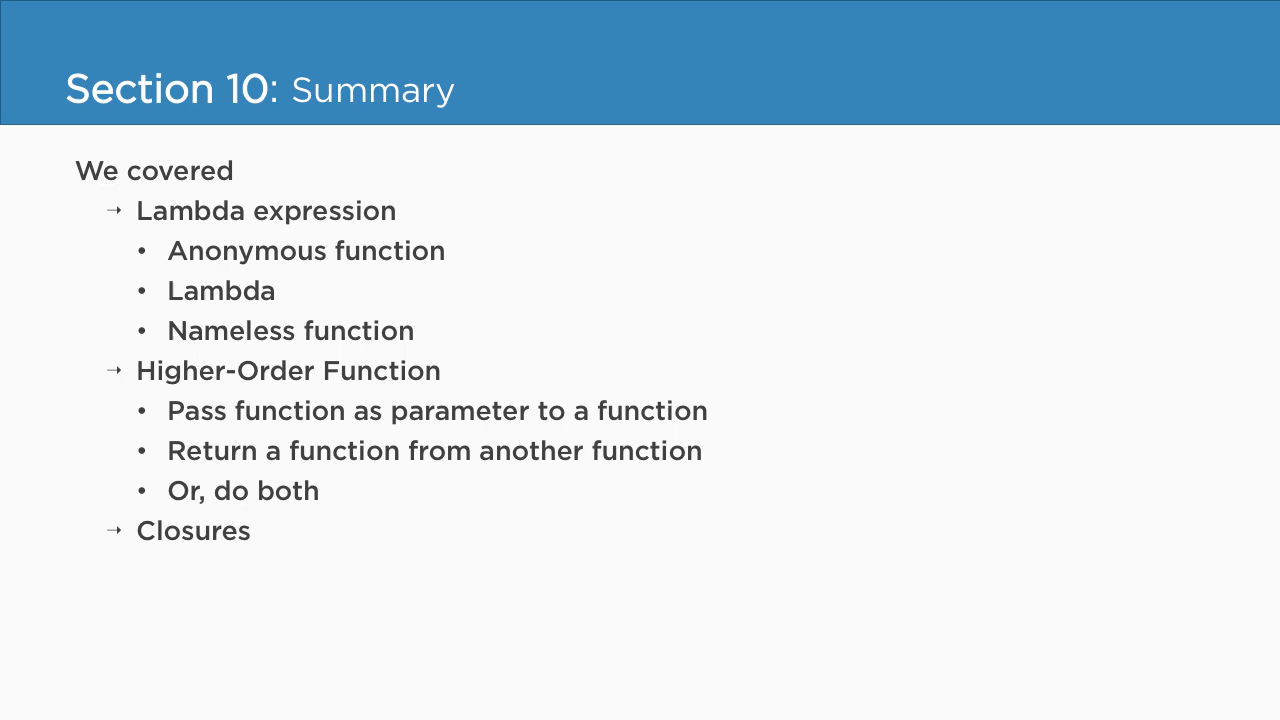 Section 10: Summary
We covered
→ Lambda expression
• Anonymous function
• Lambda
• Nameless function
→ Higher-Order Function
• Pass function as parameter to a function
• Return a function from another function
• Or, do both
→ Closures